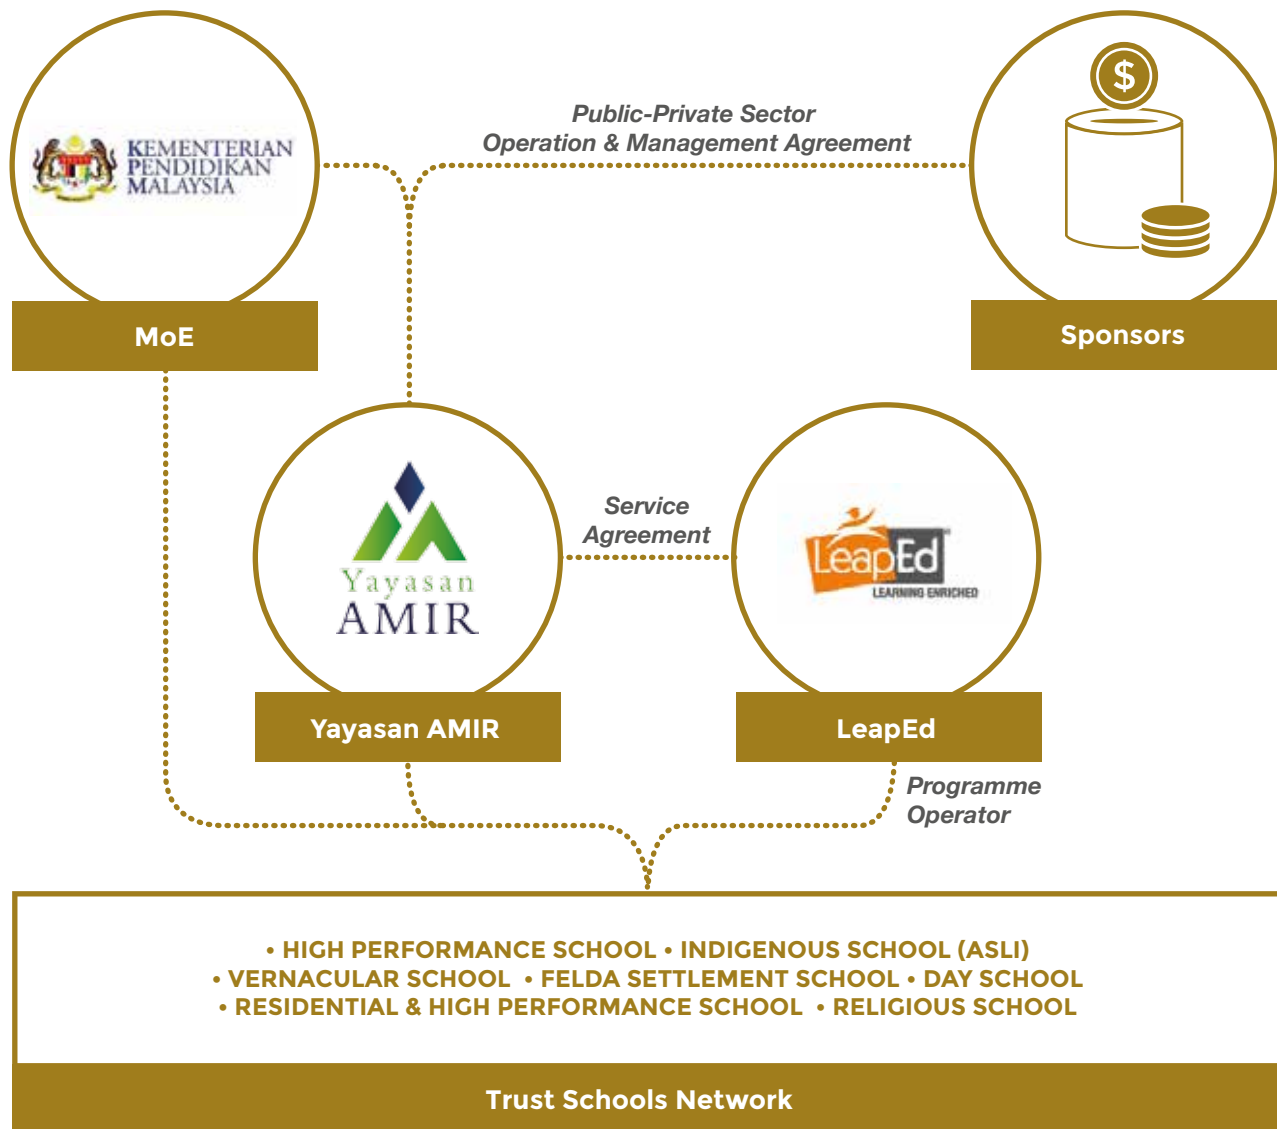 KEMENTERIAN
PENDIDIKAN
MALAYSIA
Public-Private Sector
Operation & Management Agreement
$
MoE
Sponsors
Yayasan
AMIR
Service
Agreement
LeapEd
LEARNING ENRICHED
Yayasan AMIR
LeapEd
Programme
Operator
• HIGH PERFORMANCE SCHOOL • INDIGENOUS SCHOOL (ASLI)
• VERNACULAR SCHOOL • FELDA SETTLEMENT SCHOOL • DAY SCHOOL
• RESIDENTIAL & HIGH PERFORMANCE SCHOOL • RELIGIOUS SCHOOL
Trust Schools Network